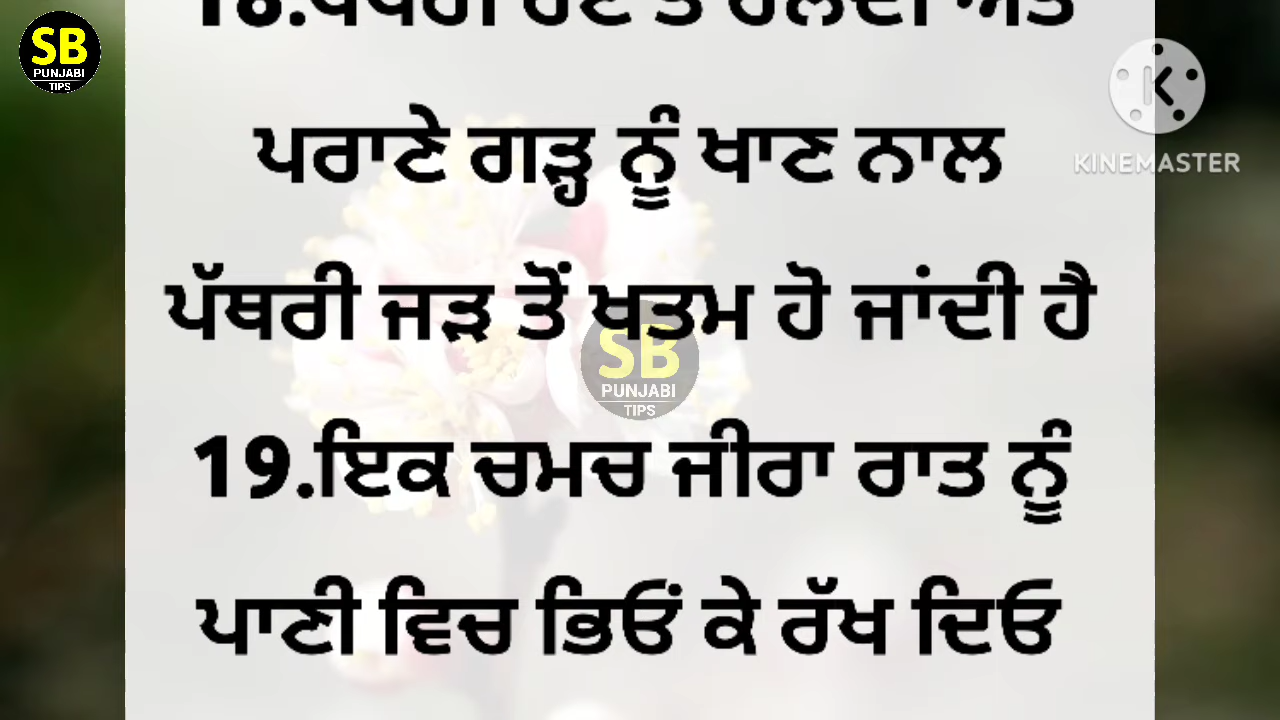 SB
PUNJABI
TIPS
KINEMASTER
ਪਰਾਣੇ ਗੜ੍ਹ ਨੂੰ ਖਾਣ ਨਾਲ
ਪੱਥਰੀ ਜੜ ਤੋਂ ਖਤਮ ਹੋ ਜਾਂਦੀ ਹੈ
SB
PUNJABI
TIPS
19.ਇਕ ਚਮਚ ਜੀਰਾ ਰਾਤ ਨੂੰ
ਪਾਣੀ ਵਿਚ ਭਿਓਂ ਕੇ ਰੱਖ ਦਿਓ